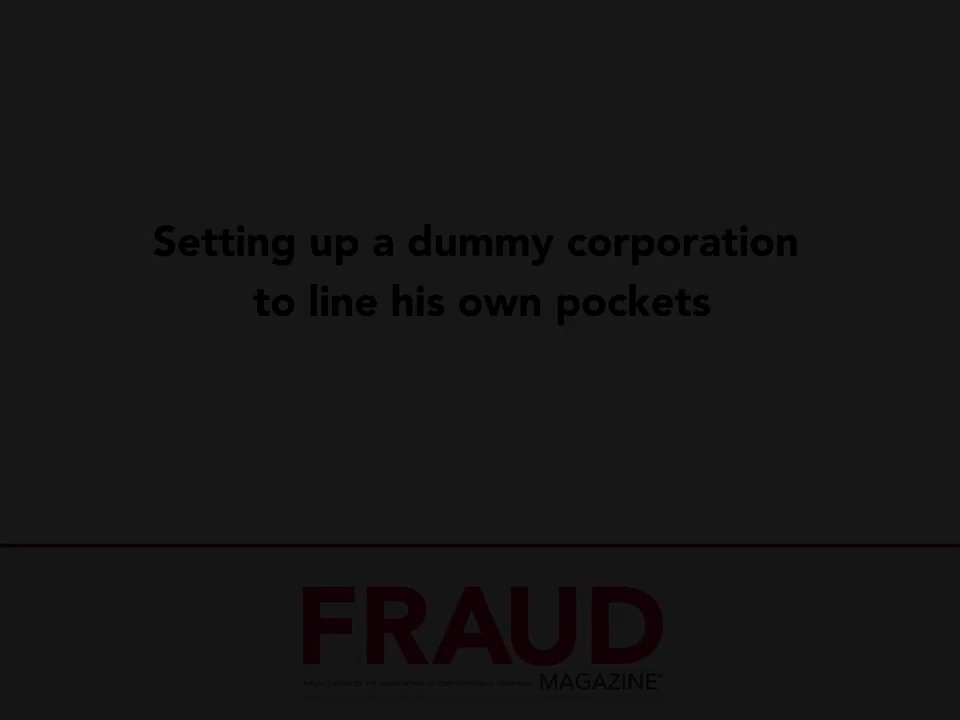 Setting up a dummy corporation
to line his own pockets
FRAUD
MAGAZINE